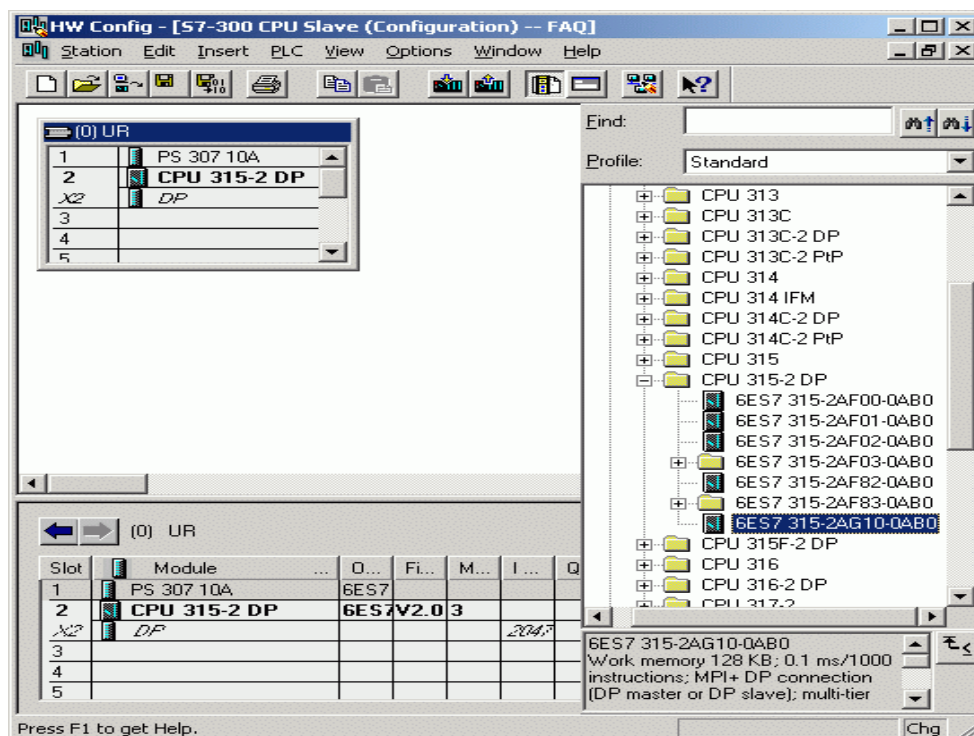 HW Config - [S7-300 CPU Slave (Configuration) -- FAQ]
Station Edit Insert PLC View Options Window Help
(0) UR
1 PS 307 10A
2 CPU 315-2 DP
X2 DP
3
4
5
Find:
Profile: Standard
CPU 313
CPU 313C
CPU 313C-2 DP
CPU 313C-2 PtP
CPU 314
CPU 314 IFM
CPU 314C-2 DP
CPU 314C-2 PtP
CPU 315
CPU 315-2 DP
6ES7 315-2AF00-0AB0
6ES7 315-2AF01-0AB0
6ES7 315-2AF02-0AB0
6ES7 315-2AF03-0AB0
6ES7 315-2AF82-0AB0
6ES7 315-2AF83-0AB0
6ES7 315-2AG10-0AB0
CPU 315F-2 DP
CPU 316
CPU 316-2 DP
CPU 317-2
(0) UR
Slot Module ... O... Fi... M... I ... Q
1 PS 307 10A 6ES7
2 CPU 315-2 DP 6ES7 V2.0 3
X2 DP 2047
3
4
5
6ES7 315-2AG10-0AB0
Work memory 128 KB; 0.1 ms/1000
instructions; MPI+ DP connection
(DP master or DP slave); multi-tier
Press F1 to get Help.
Chg